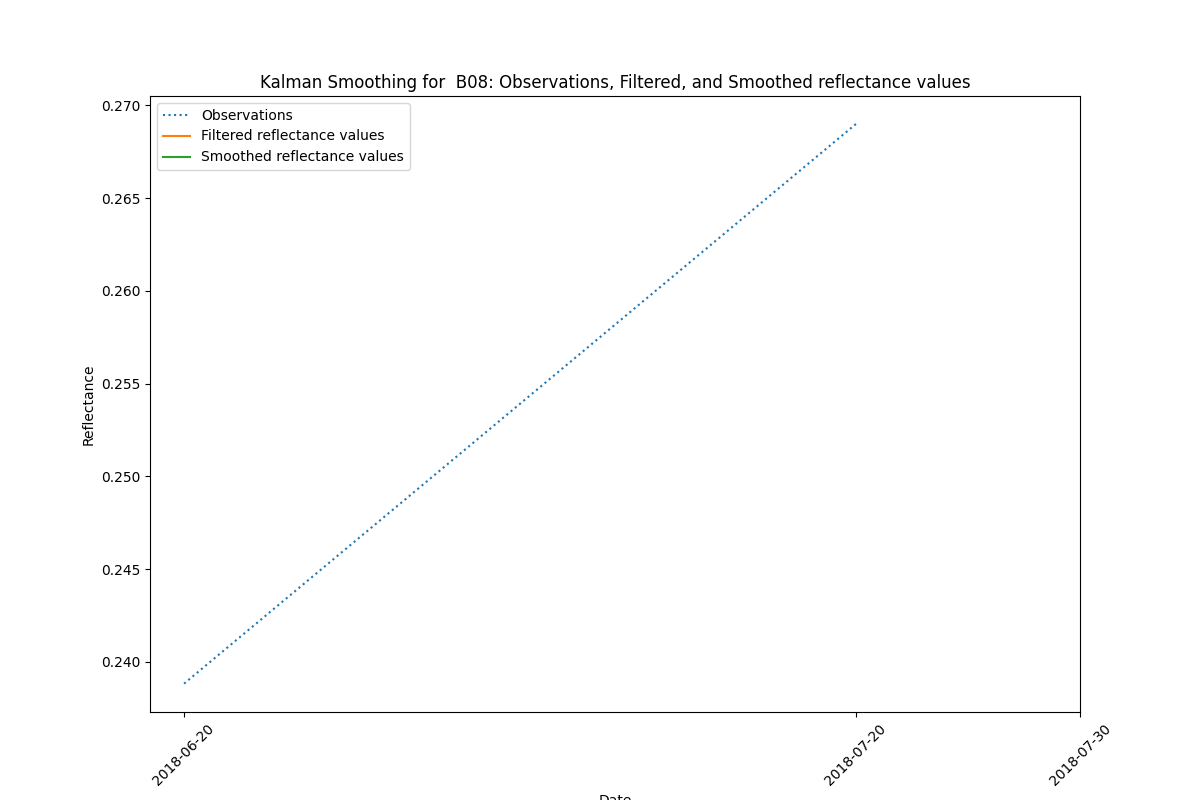 Kalman Smoothing for  B08: Observations, Filtered, and Smoothed reflectance values
0.270
0.265
0.260
0.255
0.250
0.245
0.240
Reflectance
Observations
Filtered reflectance values
Smoothed reflectance values
2018-06-20
2018-07-20
2018-07-30
Date